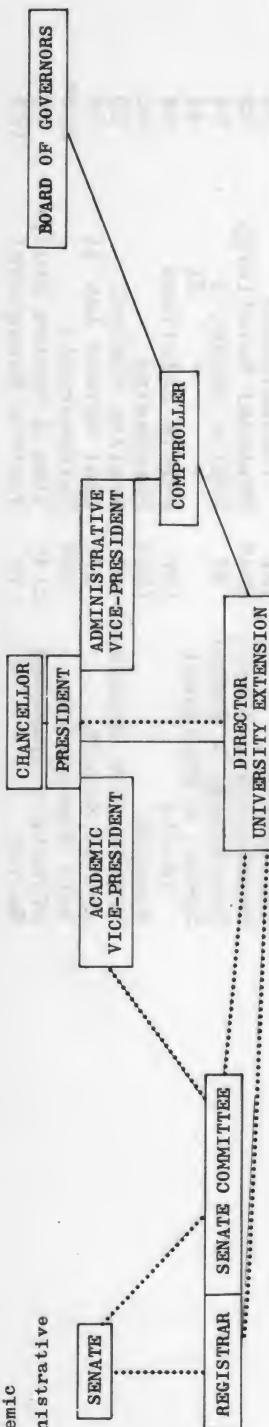 emic
nistrative
SENATE
REGISTRAR
SENATE COMMITTEE
ACADEMIC
VICE-PRESIDENT
CHANCELLOR
PRESIDENT
ADMINISTRATIVE
VICE-PRESIDENT
DIRECTOR
UNIVERSITY EXTENSION
COMPTROLLER
BOARD OF GOVERNORS